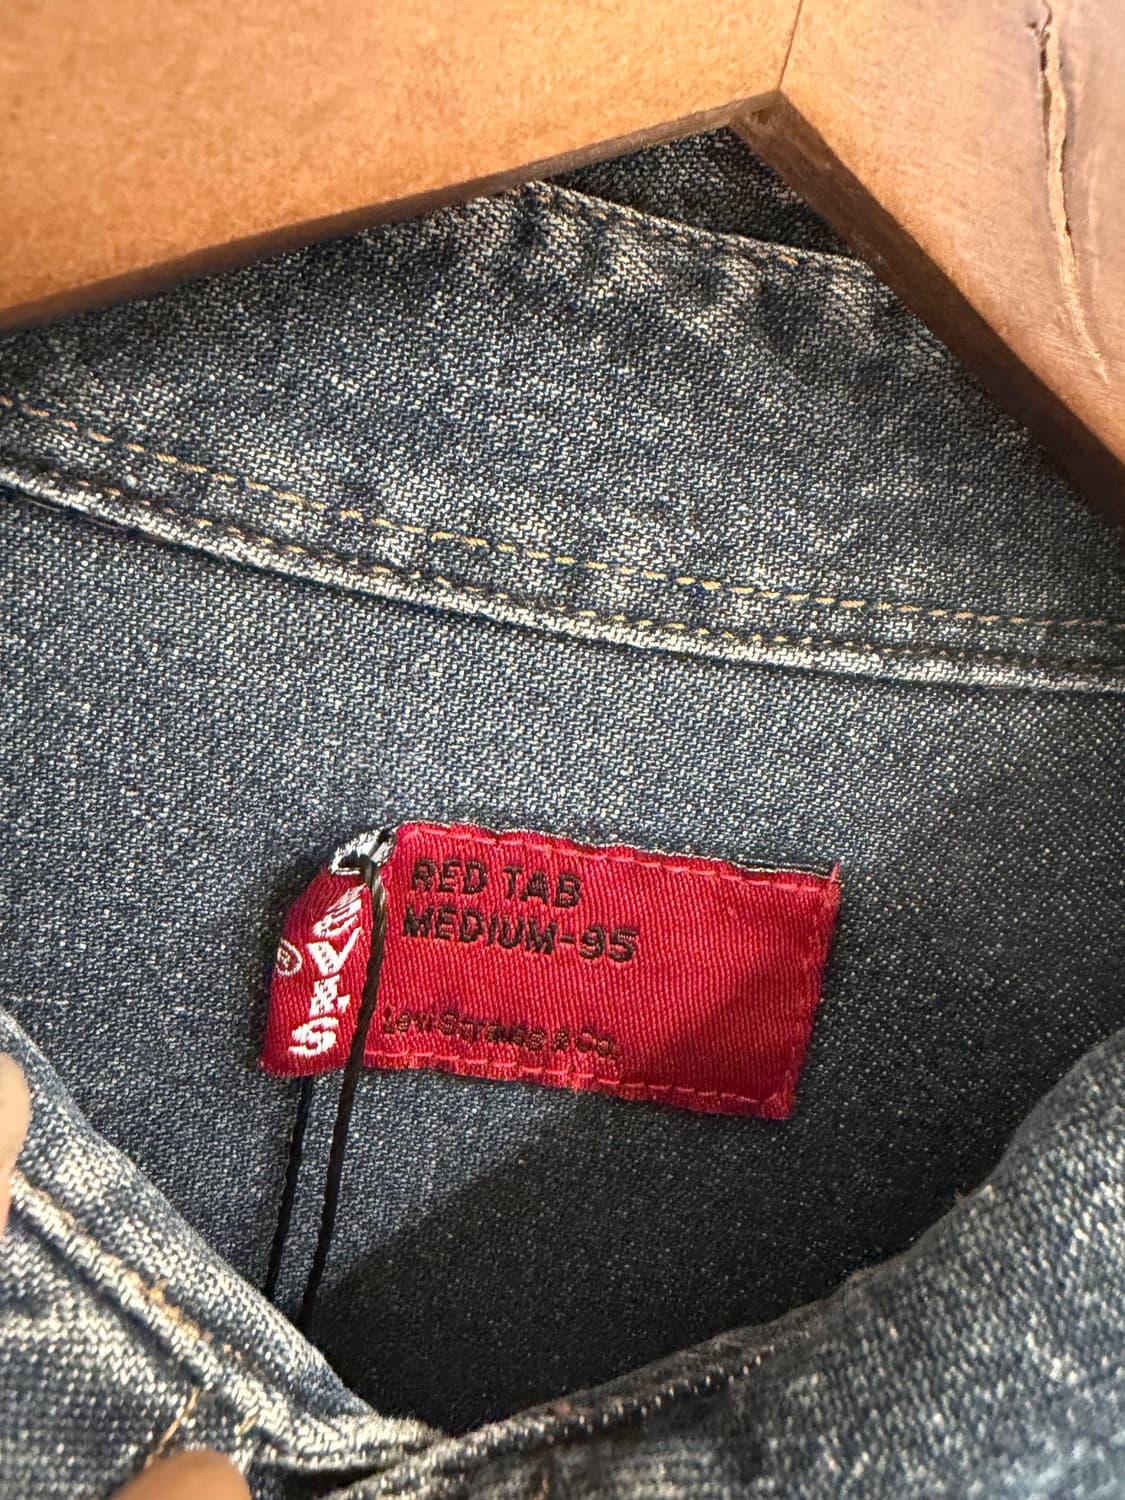 RED TAB
MEDIUM-95
Levi Strauss & Co.
LEVI'S
®